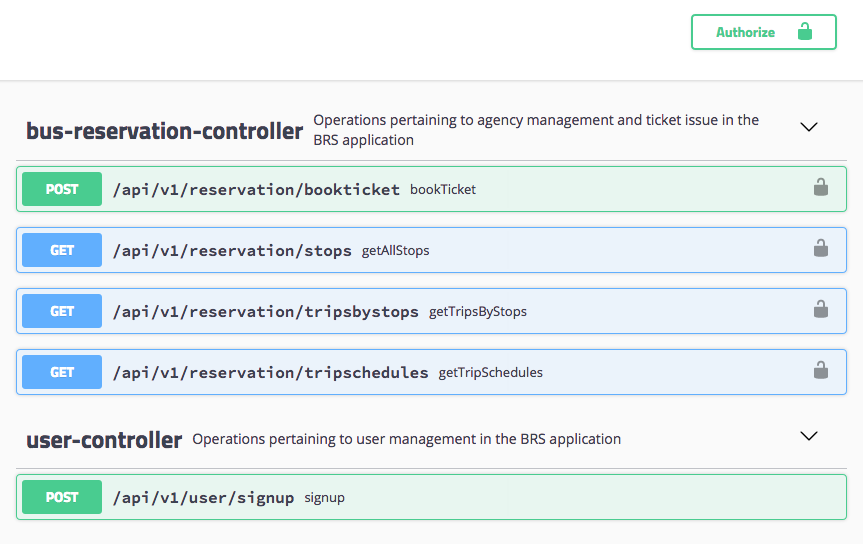 Authorize
bus-reservation-controller Operations pertaining to agency management and ticket issue in the
BRS application
POST /api/v1/reservation/bookticket bookTicket
GET /api/v1/reservation/stops getAllStops
GET /api/v1/reservation/tripsbystops getTripsByStops
GET /api/v1/reservation/tripschedules getTripSchedules
user-controller Operations pertaining to user management in the BRS application
POST /api/v1/user/signup signup